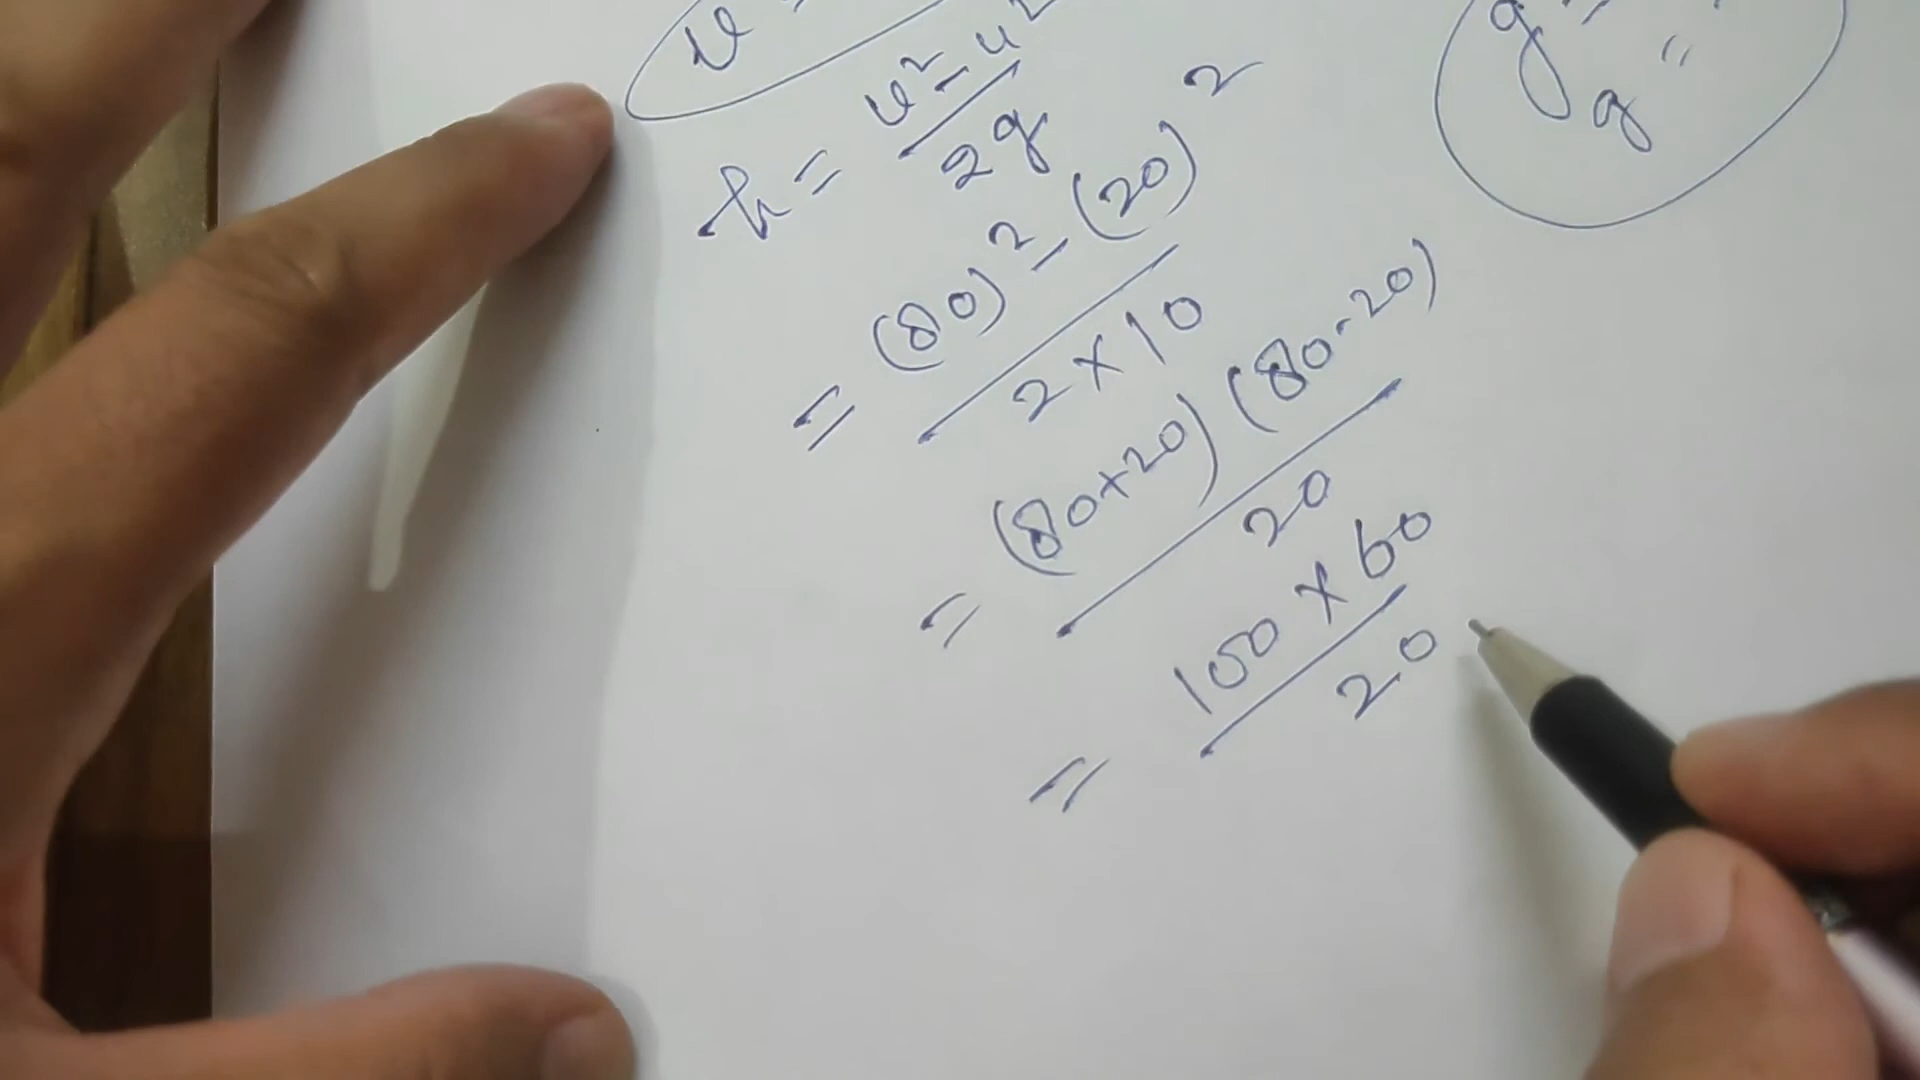 h = v² - u² / 2g
= (80)² - (20)² / 2 × 10
= (80+20) (80-20) / 20
= 100 × 60 / 20
g =
g =